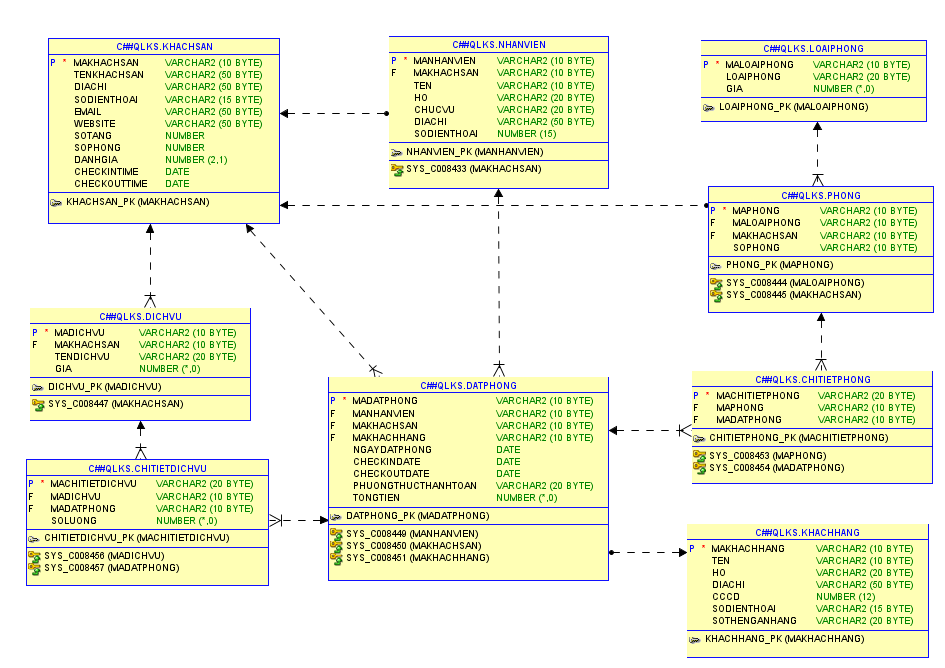 C##QLKS.KHACHSAN
P * MAKHACHSAN VARCHAR2 (10 BYTE)
TENKHACHSAN VARCHAR2 (50 BYTE)
DIACHI VARCHAR2 (50 BYTE)
SODIENTHOAI VARCHAR2 (15 BYTE)
EMAIL VARCHAR2 (50 BYTE)
WEBSITE VARCHAR2 (50 BYTE)
SOTANG NUMBER
SOPHONG NUMBER
DANHGIA NUMBER (2,1)
CHECKINTIME DATE
CHECKOUTTIME DATE
KHACHSAN_PK (MAKHACHSAN)
C##QLKS.NHANVIEN
P * MANHANVIEN VARCHAR2 (10 BYTE)
F MAKHACHSAN VARCHAR2 (10 BYTE)
TEN VARCHAR2 (10 BYTE)
HO VARCHAR2 (20 BYTE)
CHUCVU VARCHAR2 (20 BYTE)
DIACHI VARCHAR2 (50 BYTE)
SODIENTHOAI NUMBER (15)
NHANVIEN_PK (MANHANVIEN)
SYS_C008433 (MAKHACHSAN)
C##QLKS.LOAIPHONG
P * MALOAIPHONG VARCHAR2 (10 BYTE)
LOAIPHONG VARCHAR2 (20 BYTE)
GIA NUMBER (*,0)
LOAIPHONG_PK (MALOAIPHONG)
C##QLKS.PHONG
P * MAPHONG VARCHAR2 (10 BYTE)
F MALOAIPHONG VARCHAR2 (10 BYTE)
F MAKHACHSAN VARCHAR2 (10 BYTE)
SOPHONG VARCHAR2 (10 BYTE)
PHONG_PK (MAPHONG)
SYS_C008444 (MALOAIPHONG)
SYS_C008445 (MAKHACHSAN)
C##QLKS.DICHVU
P * MADICHVU VARCHAR2 (10 BYTE)
F MAKHACHSAN VARCHAR2 (10 BYTE)
TENDICHVU VARCHAR2 (20 BYTE)
GIA NUMBER (*,0)
DICHVU_PK (MADICHVU)
SYS_C008447 (MAKHACHSAN)
C##QLKS.DATPHONG
P * MADATPHONG VARCHAR2 (10 BYTE)
F MANHANVIEN VARCHAR2 (10 BYTE)
F MAKHACHSAN VARCHAR2 (10 BYTE)
F MAKHACHHANG VARCHAR2 (10 BYTE)
NGAYDATPHONG DATE
CHECKINDATE DATE
CHECKOUTDATE DATE
PHUONGTHUCTHANHTOAN VARCHAR2 (20 BYTE)
TONGTIEN NUMBER (*,0)
DATPHONG_PK (MADATPHONG)
SYS_C008449 (MANHANVIEN)
SYS_C008450 (MAKHACHSAN)
SYS_C008451 (MAKHACHHANG)
C##QLKS.CHITIETPHONG
P * MACHITIETPHONG VARCHAR2 (20 BYTE)
F MAPHONG VARCHAR2 (10 BYTE)
F MADATPHONG VARCHAR2 (10 BYTE)
CHITIETPHONG_PK (MACHITIETPHONG)
SYS_C008453 (MAPHONG)
SYS_C008454 (MADATPHONG)
C##QLKS.CHITIETDICHVU
P * MACHITIETDICHVU VARCHAR2 (20 BYTE)
F MADICHVU VARCHAR2 (10 BYTE)
F MADATPHONG VARCHAR2 (10 BYTE)
SOLUONG NUMBER (*,0)
CHITIETDICHVU_PK (MACHITIETDICHVU)
SYS_C008456 (MADICHVU)
SYS_C008457 (MADATPHONG)
C##QLKS.KHACHHANG
P * MAKHACHHANG VARCHAR2 (10 BYTE)
TEN VARCHAR2 (10 BYTE)
HO VARCHAR2 (20 BYTE)
DIACHI VARCHAR2 (50 BYTE)
CCCD NUMBER (12)
SODIENTHOAI VARCHAR2 (15 BYTE)
SOTHENGANHANG VARCHAR2 (20 BYTE)
KHACHHANG_PK (MAKHACHHANG)